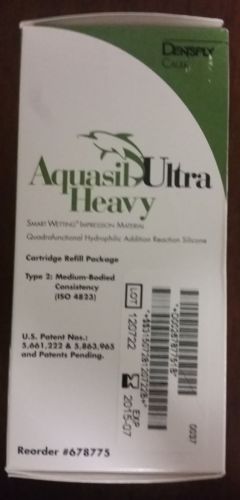 DENTSPLY
CAULK
Aquasil Ultra
Heavy
SMART WETTING® IMPRESSION MATERIAL
Quadrafunctional Hydrophilic Addition Reaction Silicone
Cartridge Refill Package
Type 2: Medium-Bodied
Consistency
(ISO 4823)
U.S. Patent Nos.:
5,661,222 & 5,863,965
and Patents Pending.
Reorder #678775
LOT 120722
EXP
2015-07
0037